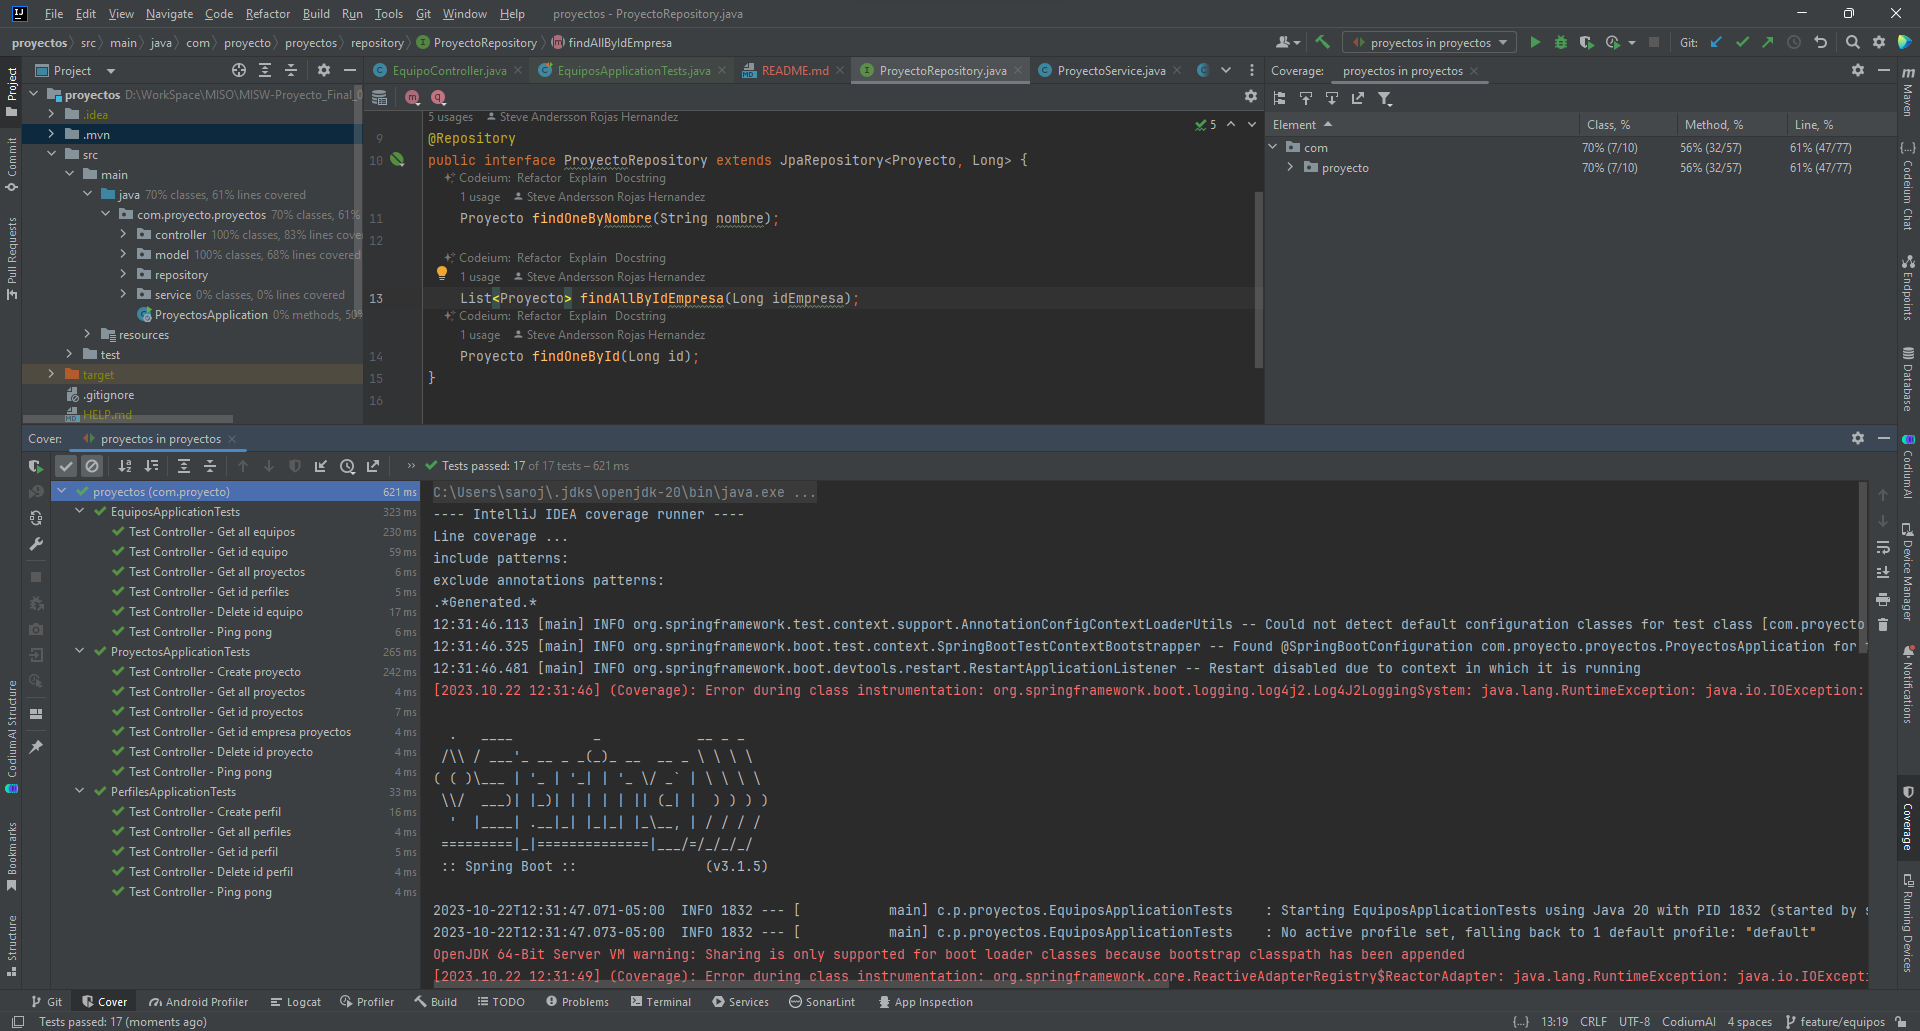 File Edit View Navigate Code Refactor Build Run Tools Git Window Help proyectos - ProyectoRepository.java
proyectos src main java com proyecto proyectos repository ProyectoRepository findAllByIdEmpresa
proyectos in proyectos
Git:
Project
EquipoController.java
EquiposApplicationTests.java
README.md
ProyectoRepository.java
ProyectoService.java
Coverage: proyectos in proyectos
Project
Commit
Pull Requests
CodiumAI Structure
Bookmarks
Structure
proyectos D:\WorkSpace\MISO\MISW-Proyecto_Final_
.idea
.mvn
src
main
java 70% classes, 61% lines covered
com.proyecto.proyectos 70% classes, 61%
controller 100% classes, 83% lines cove
model 100% classes, 68% lines covered
repository
service 0% classes, 0% lines covered
ProyectosApplication 0% methods, 50%
resources
test
target
.gitignore
HELP.md
5 usages Steve Andersson Rojas Hernandez
5
9 @Repository
10 public interface ProyectoRepository extends JpaRepository<Proyecto, Long> {
Codeium: Refactor Explain Docstring
1 usage Steve Andersson Rojas Hernandez
11 Proyecto findOneByNombre(String nombre);
12
Codeium: Refactor Explain Docstring
1 usage Steve Andersson Rojas Hernandez
13 List<Proyecto> findAllByIdEmpresa(Long idEmpresa);
Codeium: Refactor Explain Docstring
1 usage Steve Andersson Rojas Hernandez
14 Proyecto findOneById(Long id);
15 }
16
Element Class, % Method, % Line, %
com 70% (7/10) 56% (32/57) 61% (47/77)
proyecto 70% (7/10) 56% (32/57) 61% (47/77)
Maven
Codeium Chat
Endpoints
Database
CodiumAI
Device Manager
Notifications
Coverage
Running Devices
Cover: proyectos in proyectos
Tests passed: 17 of 17 tests – 621 ms
proyectos (com.proyecto) 621 ms
EquiposApplicationTests 323 ms
Test Controller - Get all equipos 230 ms
Test Controller - Get id equipo 59 ms
Test Controller - Get all proyectos 6 ms
Test Controller - Get id perfiles 5 ms
Test Controller - Delete id equipo 17 ms
Test Controller - Ping pong 6 ms
ProyectosApplicationTests 265 ms
Test Controller - Create proyecto 242 ms
Test Controller - Get all proyectos 4 ms
Test Controller - Get id proyectos 7 ms
Test Controller - Get id empresa proyectos 4 ms
Test Controller - Delete id proyecto 4 ms
Test Controller - Ping pong 4 ms
PerfilesApplicationTests 33 ms
Test Controller - Create perfil 16 ms
Test Controller - Get all perfiles 4 ms
Test Controller - Get id perfil 5 ms
Test Controller - Delete id perfil 4 ms
Test Controller - Ping pong 4 ms
C:\Users\saroj\.jdks\openjdk-20\bin\java.exe ...
---- IntelliJ IDEA coverage runner ----
Line coverage ...
include patterns:
exclude annotations patterns:
.*Generated.*
12:31:46.113 [main] INFO org.springframework.test.context.support.AnnotationConfigContextLoaderUtils -- Could not detect default configuration classes for test class [com.proyecto
12:31:46.325 [main] INFO org.springframework.boot.test.context.SpringBootTestContextBootstrapper -- Found @SpringBootConfiguration com.proyecto.proyectos.ProyectosApplication for
12:31:46.481 [main] INFO org.springframework.boot.devtools.restart.RestartApplicationListener -- Restart disabled due to context in which it is running
[2023.10.22 12:31:46] (Coverage): Error during class instrumentation: org.springframework.boot.logging.log4j2.Log4J2LoggingSystem: java.lang.RuntimeException: java.io.IOException:
:: Spring Boot :: (v3.1.5)
2023-10-22T12:31:47.071-05:00 INFO 1832 --- [ main] c.p.proyectos.EquiposApplicationTests : Starting EquiposApplicationTests using Java 20 with PID 1832 (started by s
2023-10-22T12:31:47.073-05:00 INFO 1832 --- [ main] c.p.proyectos.EquiposApplicationTests : No active profile set, falling back to 1 default profile: "default"
OpenJDK 64-Bit Server VM warning: Sharing is only supported for boot loader classes because bootstrap classpath has been appended
[2023.10.22 12:31:49] (Coverage): Error during class instrumentation: org.springframework.core.ReactiveAdapterRegistry$ReactorAdapter: java.lang.RuntimeException: java.io.IOExcepti
Git Cover Android Profiler Logcat Profiler Build TODO Problems Terminal Services SonarLint App Inspection
Tests passed: 17 (moments ago)
{...} 13:19 CRLF UTF-8 CodiumAI 4 spaces feature/equipos